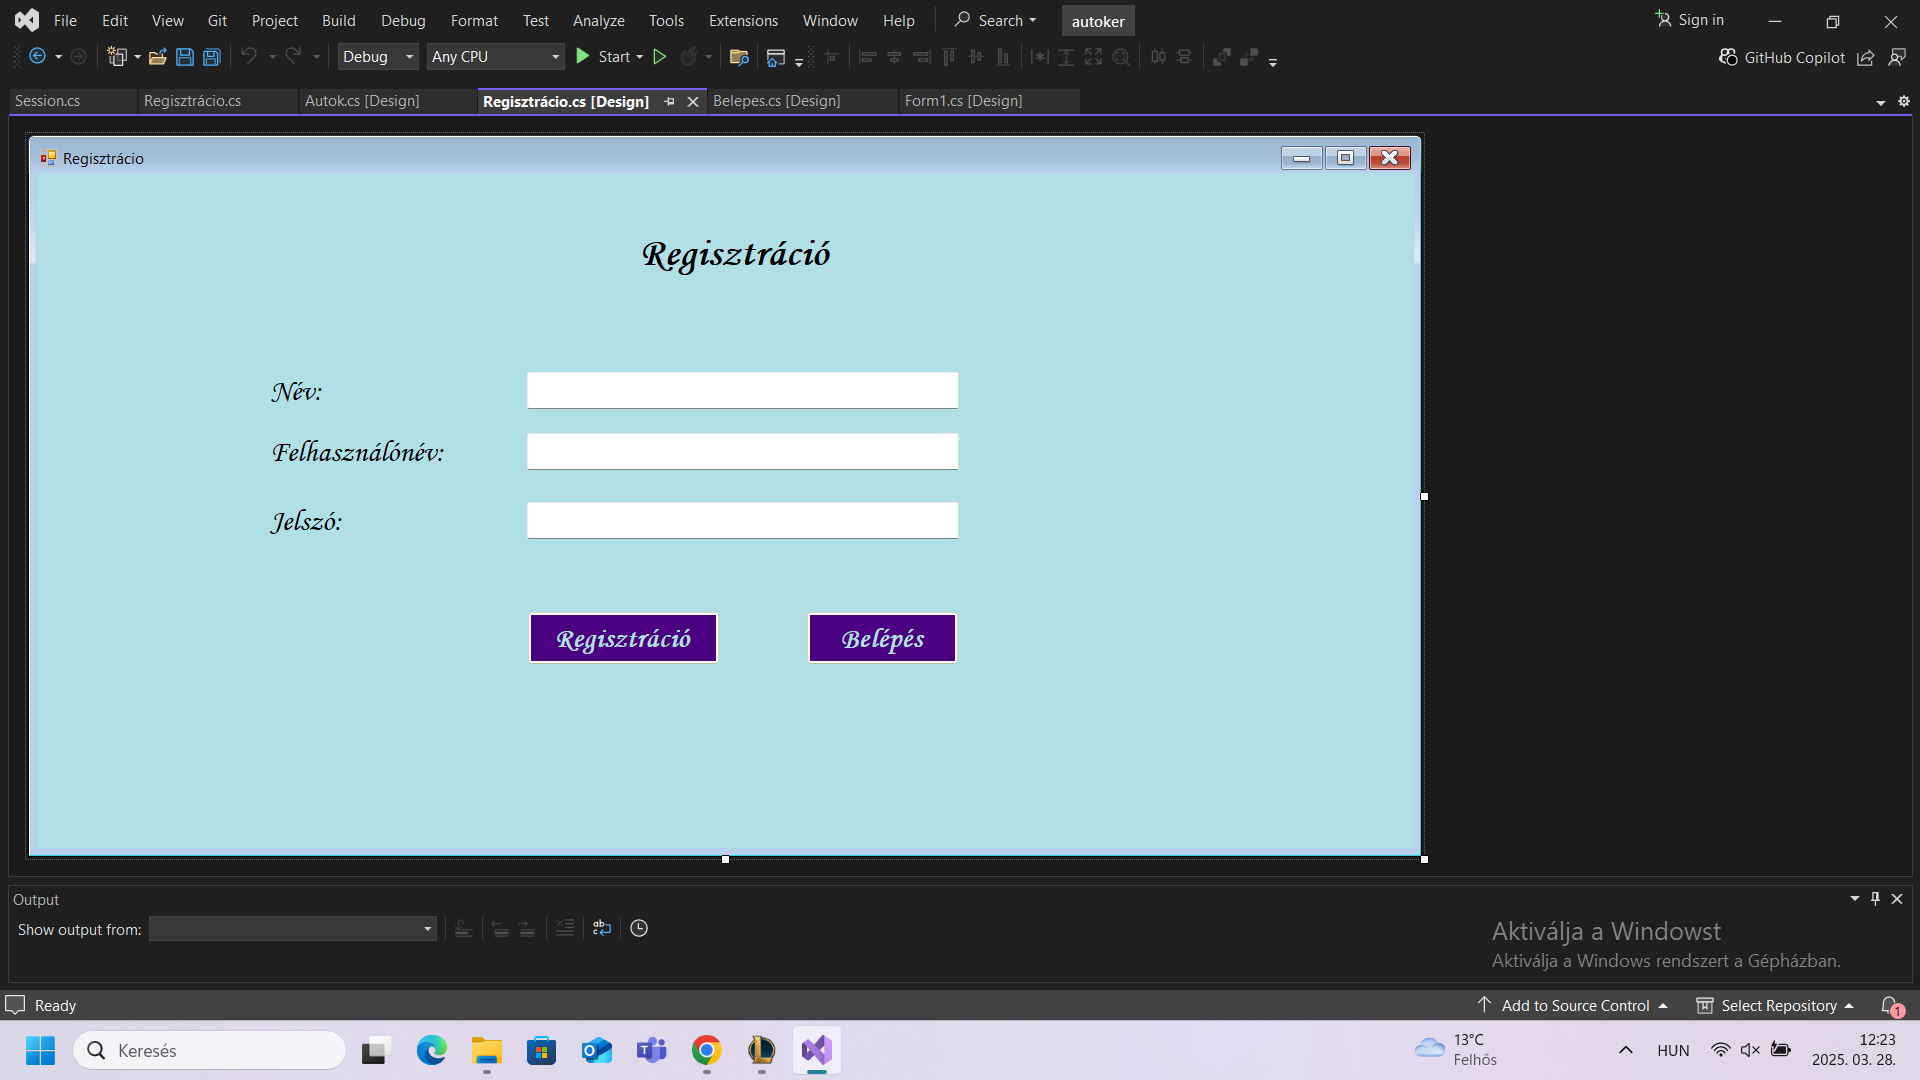 File Edit View Git Project Build Debug Format Test Analyze Tools Extensions Window Help Search autoker Sign in
Debug Any CPU Start GitHub Copilot
Session.cs Regisztrácio.cs Autok.cs [Design] Regisztrácio.cs [Design] Belepes.cs [Design] Form1.cs [Design]
Regisztrácio
Regisztráció
Név:
Felhasználónév:
Jelszó:
Regisztráció Belépés
Output
Show output from:
Aktiválja a Windowst
Aktiválja a Windows rendszert a Gépházban.
Ready Add to Source Control Select Repository 1
Keresés 13°C HUN 12:23
Felhős 2025. 03. 28.